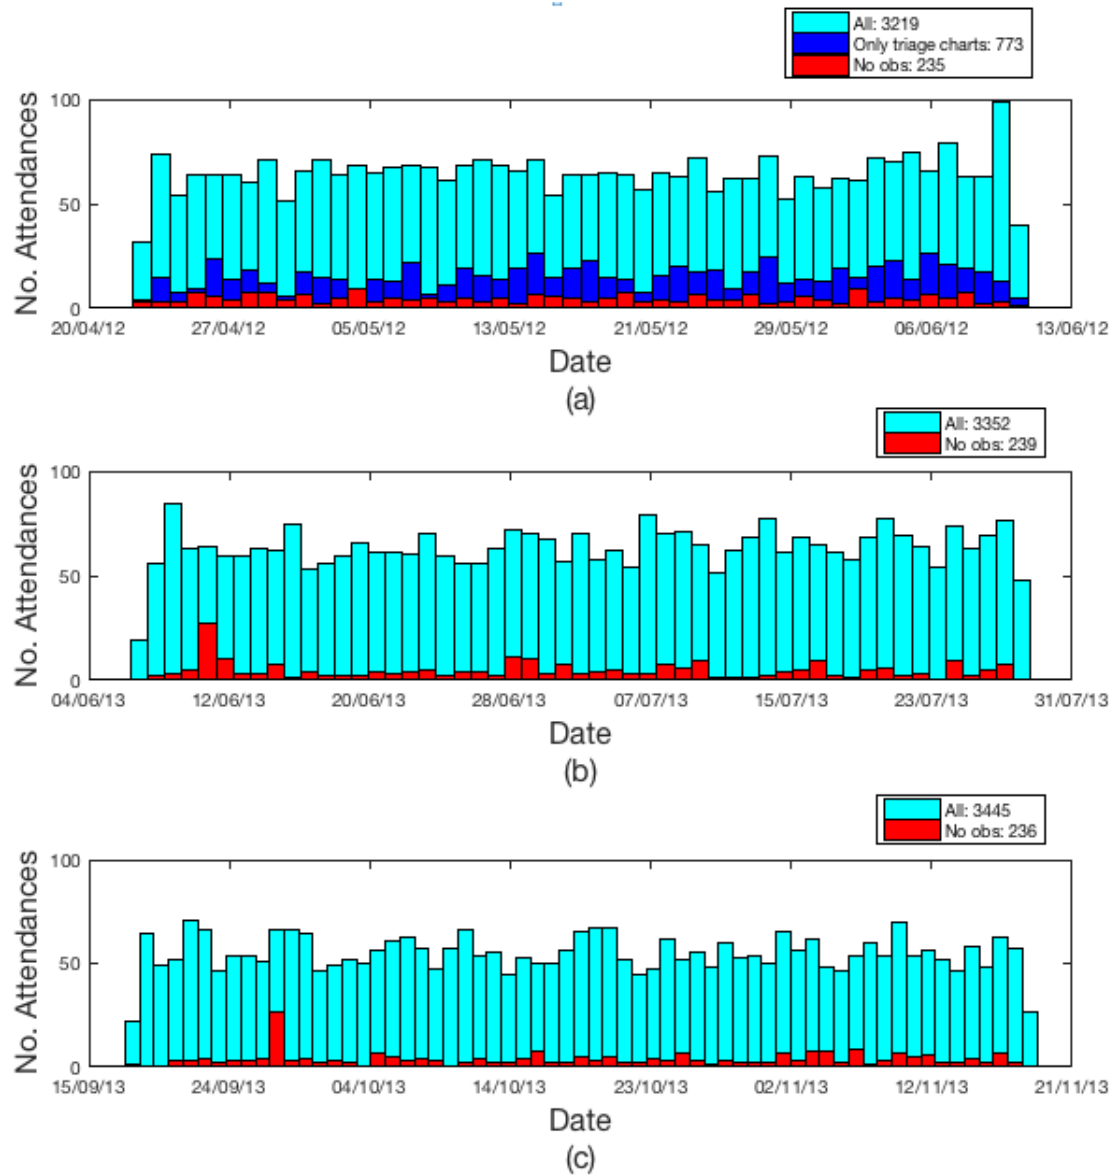 All: 3219
Only triage charts: 773
No obs: 235
No. Attendances
100
50
0
20/04/12 27/04/12 05/05/12 13/05/12 21/05/12 29/05/12 06/06/12 13/06/12
Date
(a)
All: 3352
No obs: 239
No. Attendances
100
50
0
04/06/13 12/06/13 20/06/13 28/06/13 07/07/13 15/07/13 23/07/13 31/07/13
Date
(b)
All: 3445
No obs: 236
No. Attendances
100
50
0
15/09/13 24/09/13 04/10/13 14/10/13 23/10/13 02/11/13 12/11/13 21/11/13
Date
(c)